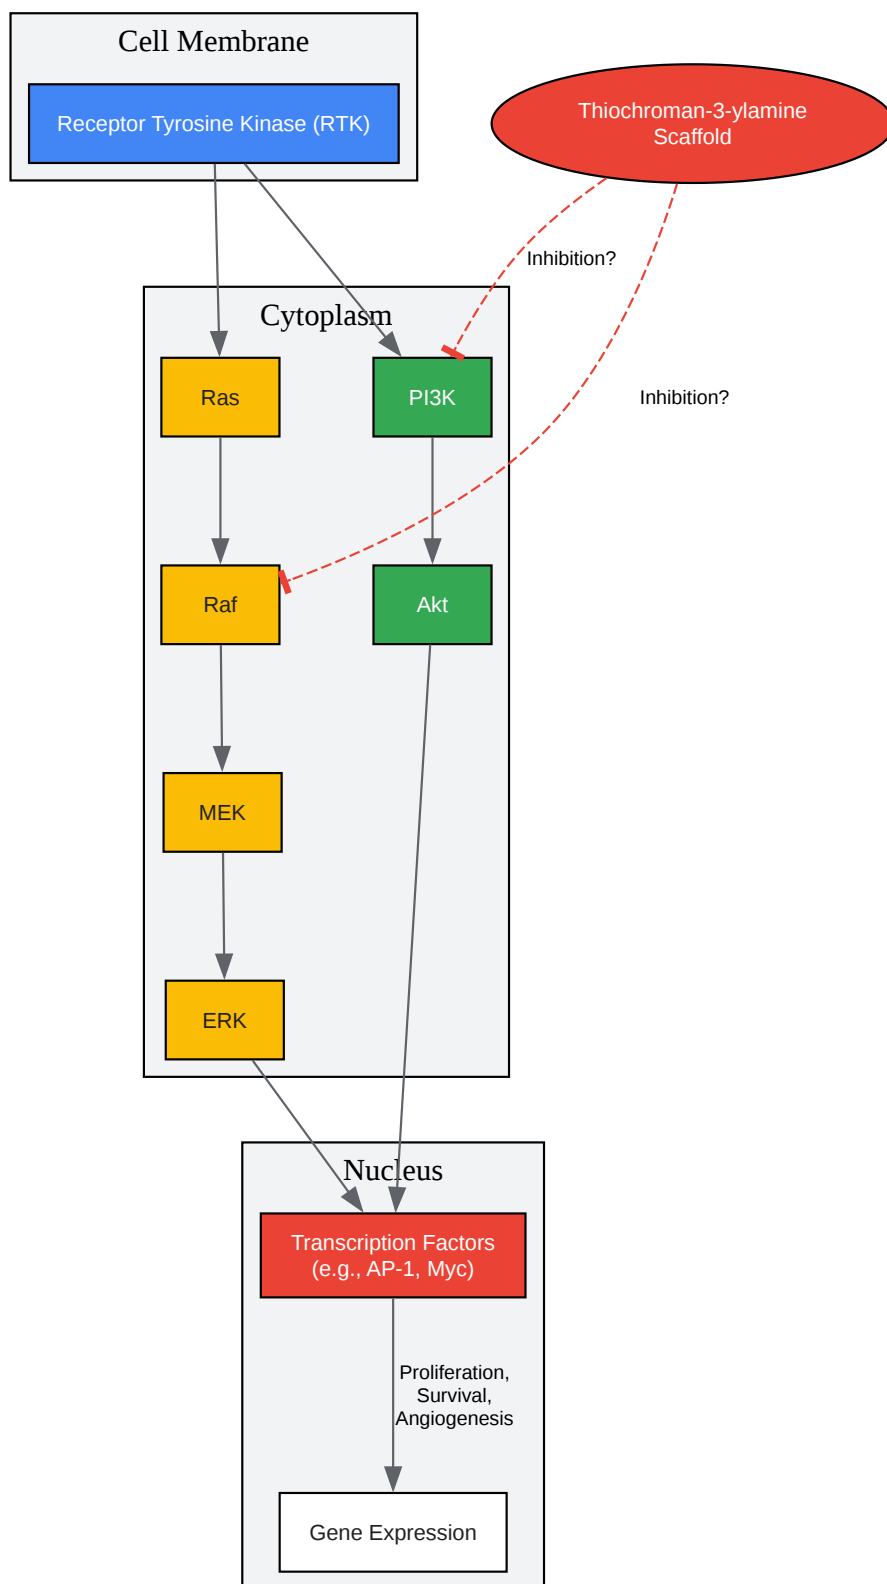 Cell Membrane
Receptor Tyrosine Kinase (RTK)
Thiochroman-3-ylamine
Scaffold
Inhibition?
Cytoplasm
Ras
PI3K
Inhibition?
Raf
Akt
MEK
ERK
Nucleus
Transcription Factors
(e.g., AP-1, Myc)
Proliferation,
Survival,
Angiogenesis
Gene Expression